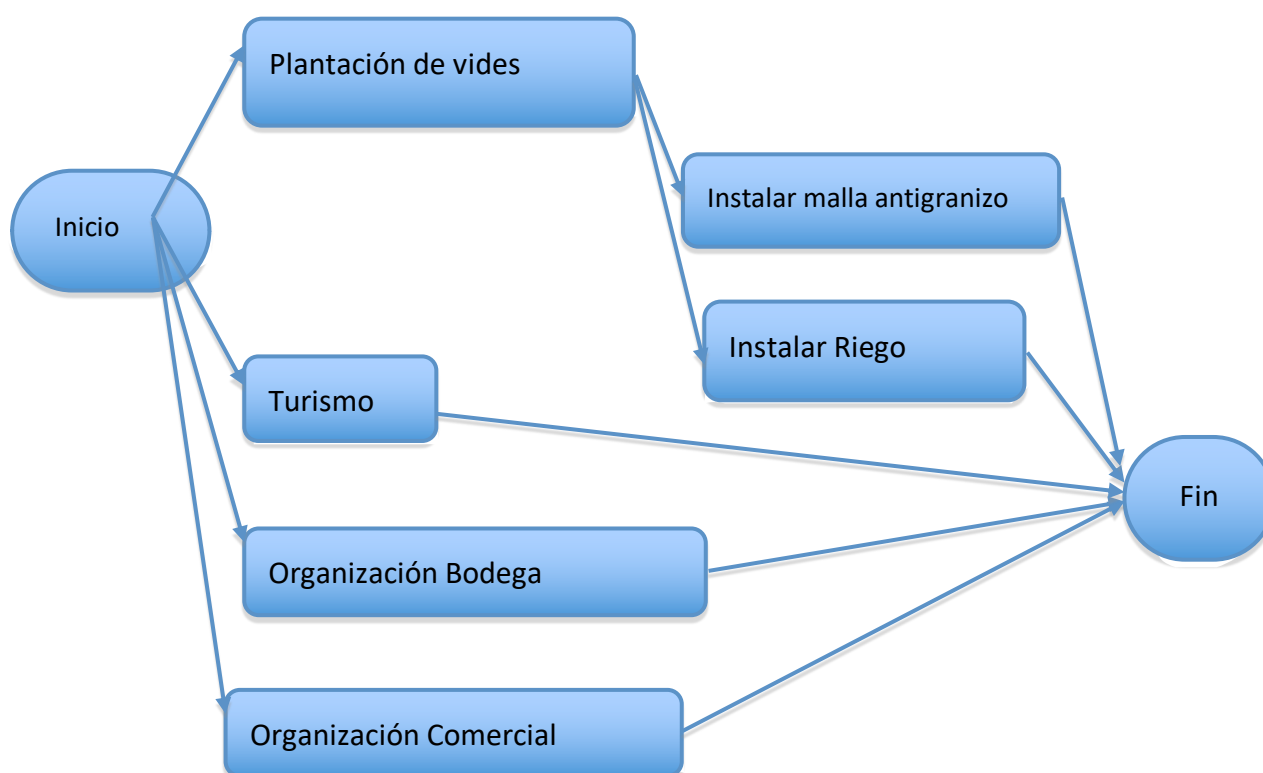 Plantación de vides
Instalar malla antigranizo
Inicio
Instalar Riego
Turismo
Fin
Organización Bodega
Organización Comercial